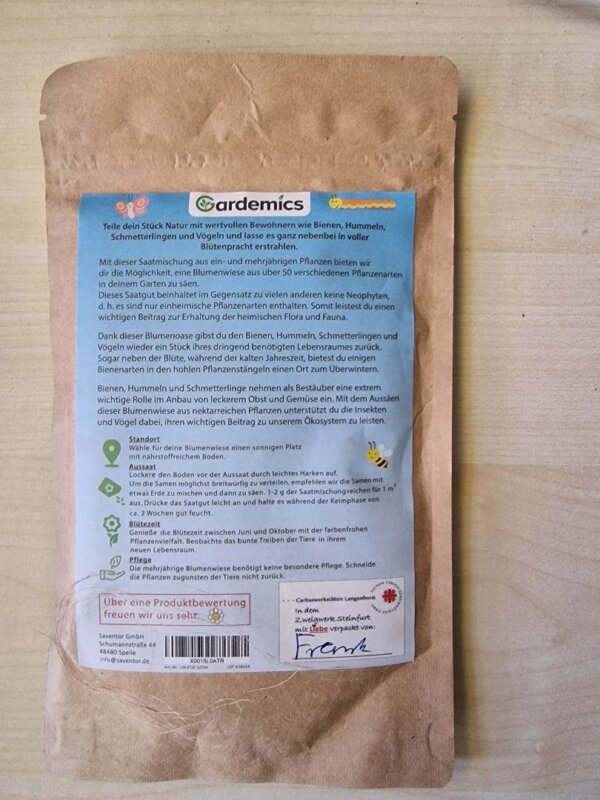 Gardemics
Teile dein Stück Natur mit wertvollen Bewohnern wie Bienen, Hummeln,
Schmetterlingen und Vögeln und lasse es ganz nebenbei in voller
Blütenpracht erstrahlen.
Mit dieser Saatmischung aus ein- und mehrjährigen Pflanzen bieten wir
dir die Möglichkeit, eine Blumenwiese aus über 50 verschiedenen Pflanzenarten
in deinem Garten zu säen.
Dieses Saatgut beinhaltet im Gegensatz zu vielen anderen keine Neophyten,
d. h. es sind nur einheimische Pflanzenarten enthalten. Somit leistest du einen
wichtigen Beitrag zur Erhaltung der heimischen Flora und Fauna.
Dank dieser Blumenoase gibst du den Bienen, Hummeln, Schmetterlingen und
Vögeln wieder ein Stück ihres dringend benötigten Lebensraumes zurück.
Sogar neben der Blüte, während der kalten Jahreszeit, bietest du einigen
Bienenarten in den hohlen Pflanzenstängeln einen Ort zum Überwintern.
Bienen, Hummeln und Schmetterlinge nehmen als Bestäuber eine extrem
wichtige Rolle im Anbau von leckerem Obst und Gemüse ein. Mit dem Aussäen
dieser Blumenwiese aus nektarreichen Pflanzen unterstützt du die Insekten
und Vögel dabei, ihren wichtigen Beitrag zu unserem Ökosystem zu leisten.
Standort
Wähle für deine Blumenwiese einen sonnigen Platz
mit nährstoffreichem Boden.
Aussaat
Lockere den Boden vor der Aussaat durch leichtes Harken auf.
Um die Samen möglichst breitwürfig zu verteilen, empfehlen wir die Samen mit
etwas Erde zu mischen und dann zu säen. 1-2 g der Saatmischung reichen für 1 m²
aus. Drücke das Saatgut leicht an und halte es während der Keimphase von
ca. 2 Wochen gut feucht.
Blütezeit
Genieße die Blütezeit zwischen Juni und Oktober mit der farbenfrohen
Pflanzenvielfalt. Beobachte das bunte Treiben der Tiere in ihrem
neuen Lebensraum.
Pflege
Die mehrjährige Blumenwiese benötigt keine besondere Pflege. Schneide
die Pflanzen zugunsten der Tiere nicht zurück.
Über eine Produktbewertung
freuen wir uns sehr.
Saventor GmbH
Schumannstraße 44
48480 Spelle
info@saventor.de
X001SL0ATR
Caritaswerkstätten Langenhorst
In dem
Zweigwerk Steinfurt
mit Liebe verpackt von:
Frank